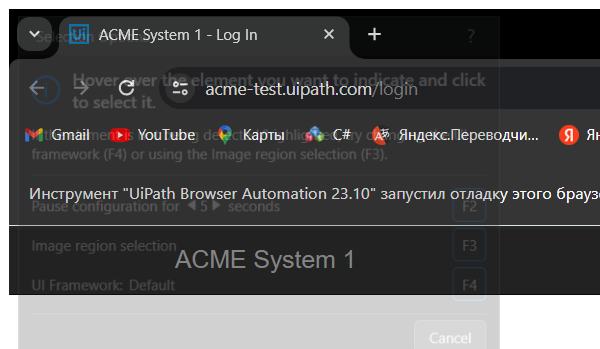 Selection Options ?
Ui ACME System 1 - Log In
Hover over the element you want to indicate and click
to select it.
acme-test.uipath.com/login
Gmail YouTube Карты C# Яндекс.Переводчи...
framework (F4) or using the Image region selection (F3).
Инструмент "UiPath Browser Automation 23.10" запустил отладку этого браузе
Pause configuration for 5 seconds F2
Image region selection F3
ACME System 1
UI Framework: Default F4
Cancel